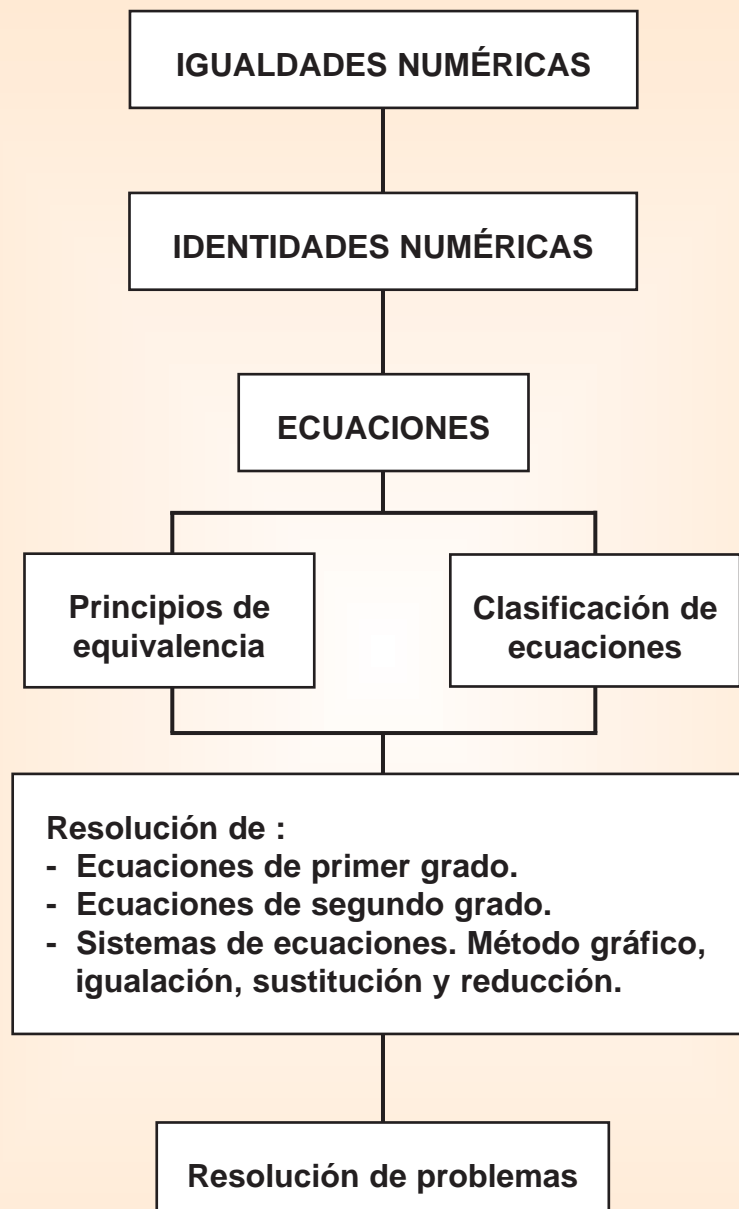 IGUALDADES NUMÉRICAS
IDENTIDADES NUMÉRICAS
ECUACIONES
Principios de
equivalencia
Clasificación de
ecuaciones
Resolución de :
- Ecuaciones de primer grado.
- Ecuaciones de segundo grado.
- Sistemas de ecuaciones. Método gráfico,
igualación, sustitución y reducción.
Resolución de problemas